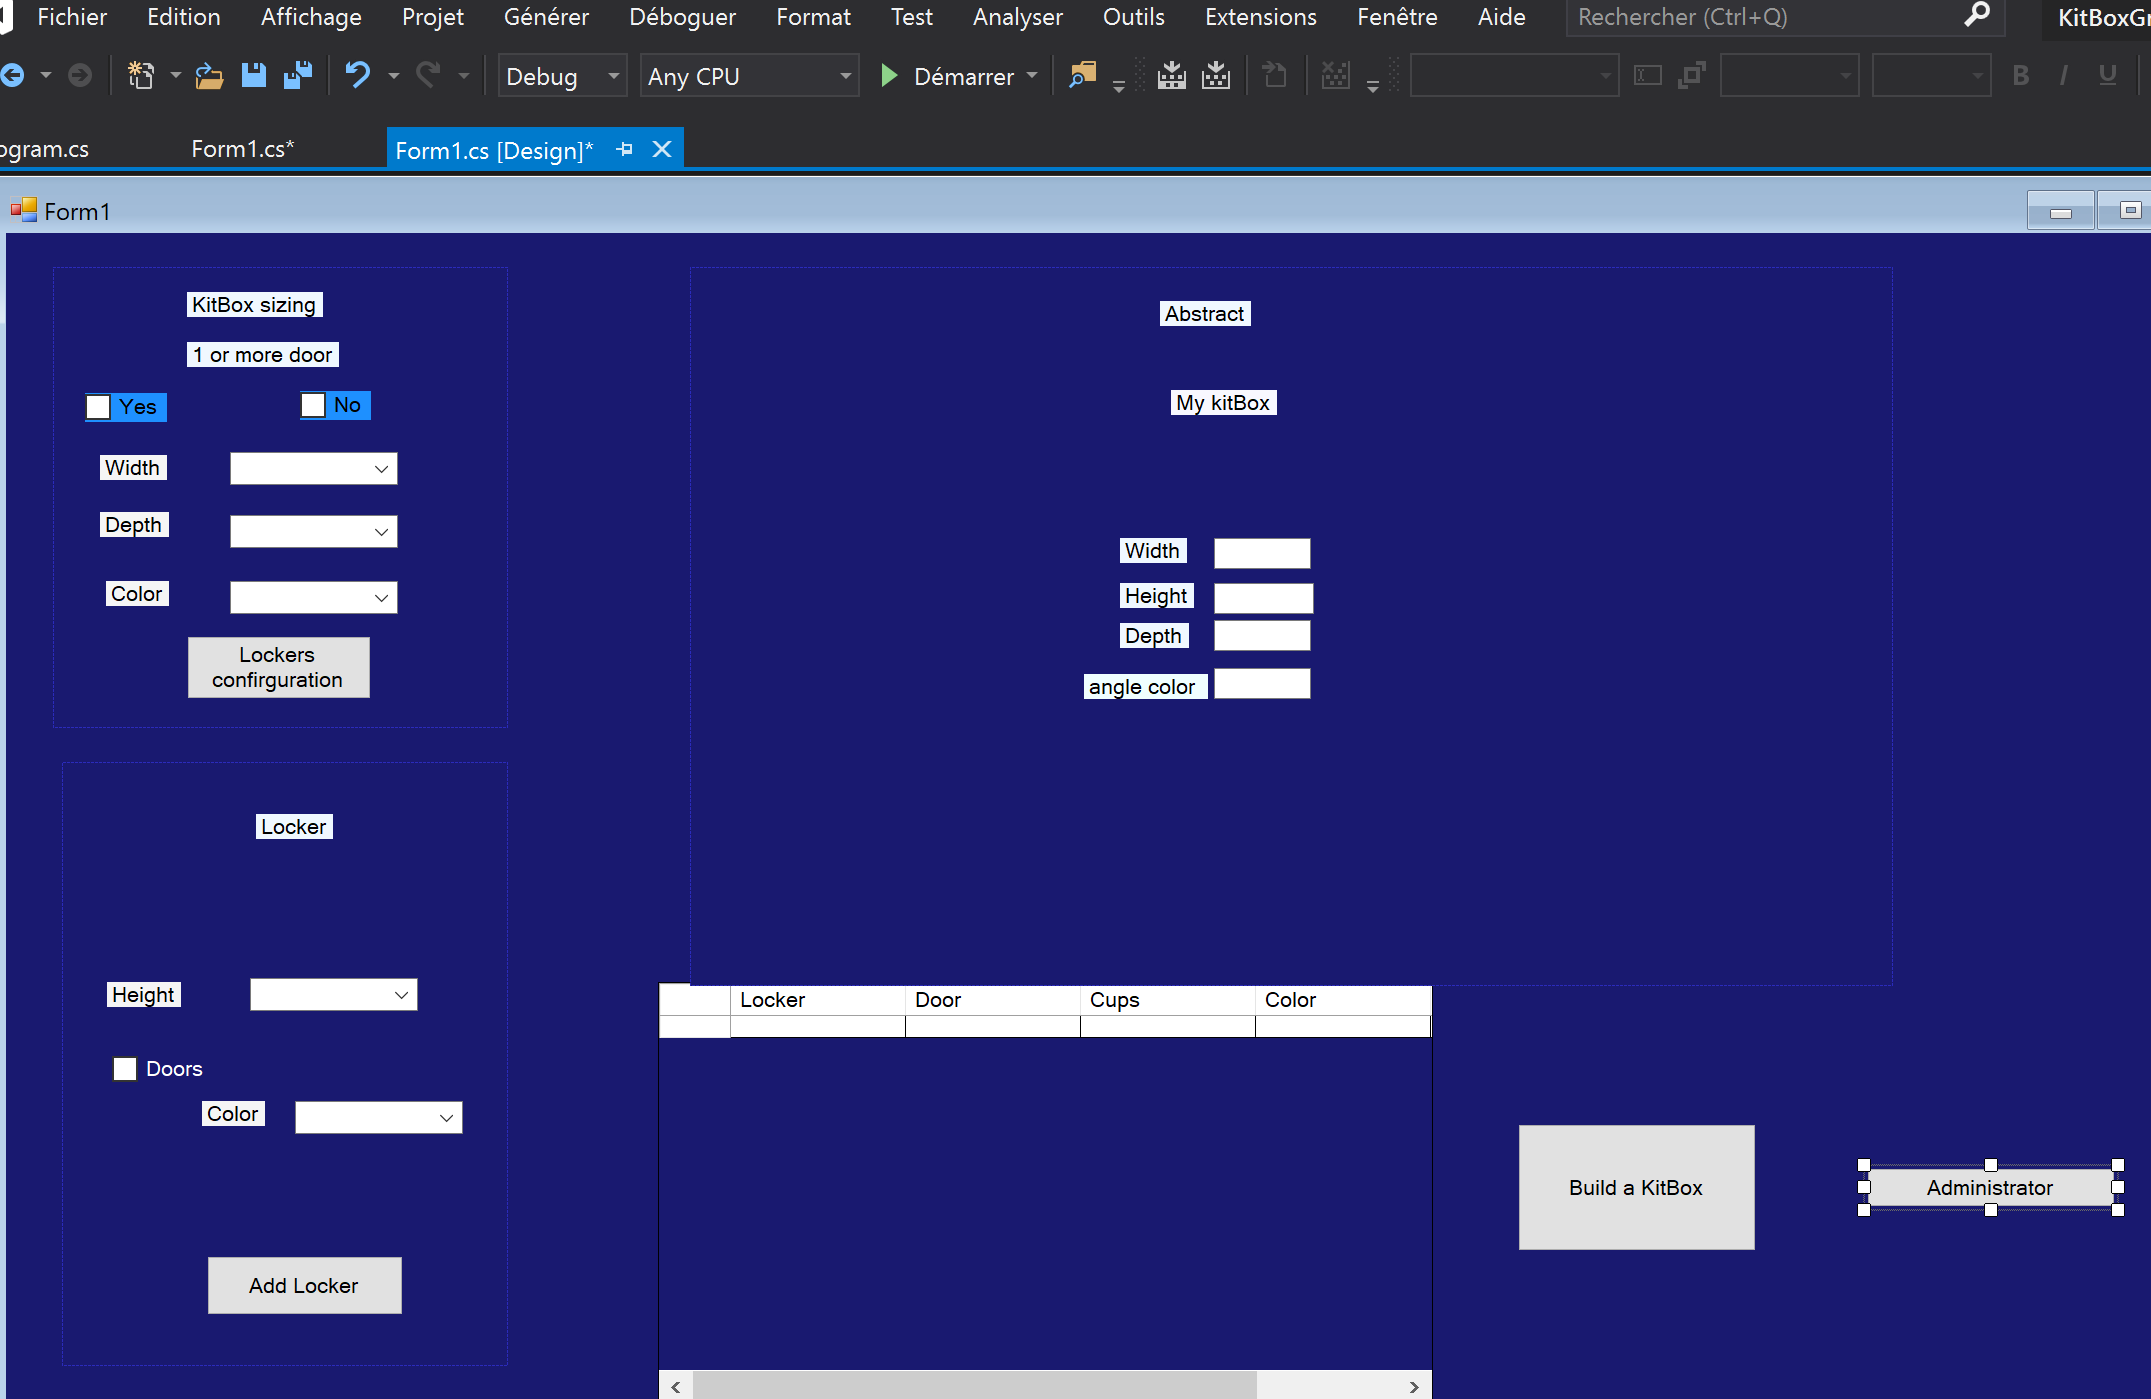 Fichier Edition Affichage Projet Générer Déboguer Format Test Analyser Outils Extensions Fenêtre Aide Rechercher (Ctrl+Q) KitBoxGr
Debug Any CPU Démarrer B I U
ogram.cs Form1.cs* Form1.cs [Design]*
Form1
KitBox sizing
1 or more door
Yes No
Width
Depth
Color
Lockers
confirguration
Abstract
My kitBox
Width
Height
Depth
angle color
Locker
Height
Doors
Color
Add Locker
Locker Door Cups Color
Build a KitBox
Administrator